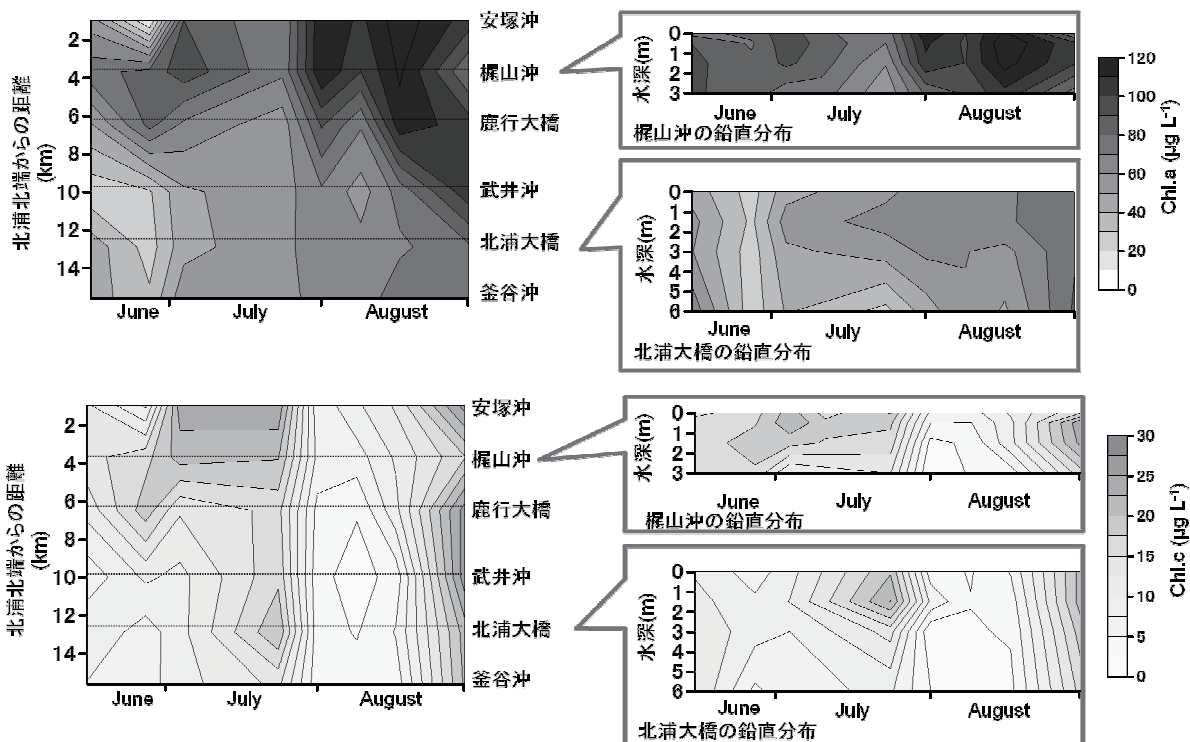 安塚沖
梶山沖
鹿行大橋
武井沖
北浦大橋
釜谷沖
北浦北端からの距離
(km)
2
4
6
8
10
12
14
June July August
水深(m)
0
1
2
3
June July August
梶山沖の鉛直分布
水深(m)
0
1
2
3
4
5
6
June July August
北浦大橋の鉛直分布
120
100
80
60
40
20
0
Chl.a (µg L-1)
安塚沖
梶山沖
鹿行大橋
武井沖
北浦大橋
釜谷沖
北浦北端からの距離
(km)
2
4
6
8
10
12
14
June July August
水深(m)
0
1
2
3
June July August
梶山沖の鉛直分布
水深(m)
0
1
2
3
4
5
6
June July August
北浦大橋の鉛直分布
30
25
20
15
10
5
0
Chl.c (µg L-1)